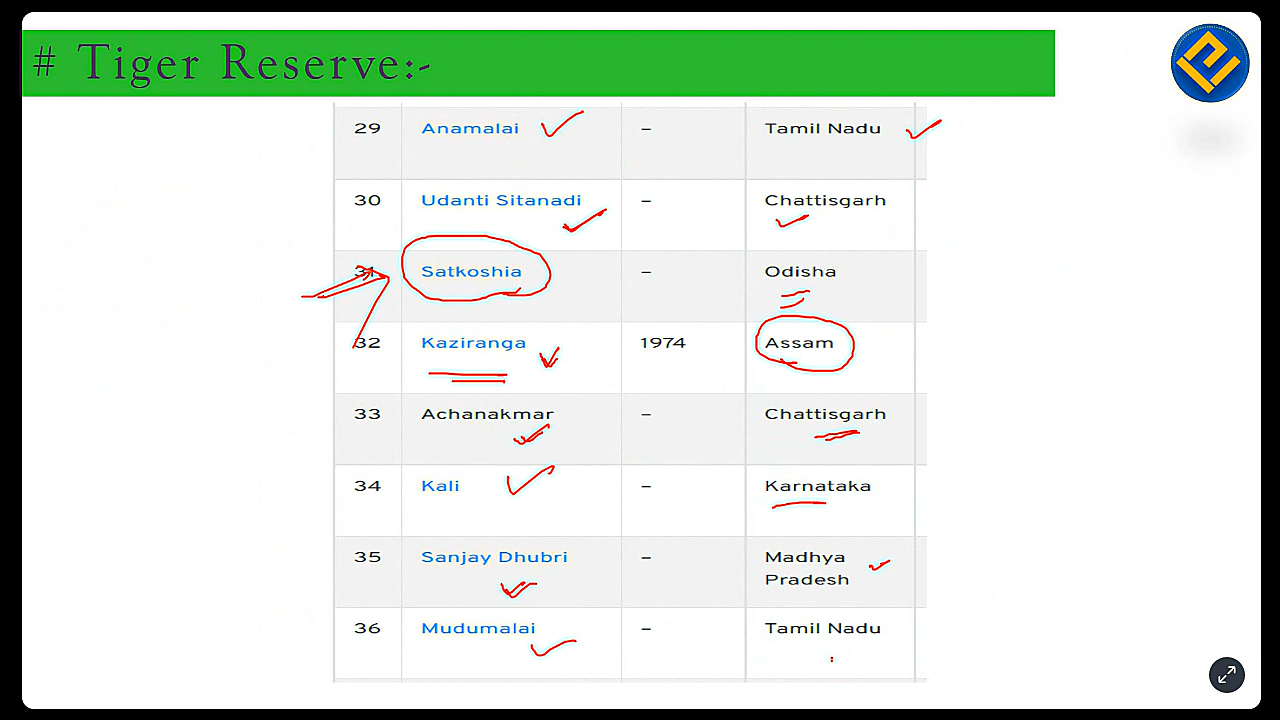 # Tiger Reserve:-
29 Anamalai – Tamil Nadu
30 Udanti Sitanadi – Chattisgarh
31 Satkoshia – Odisha
32 Kaziranga 1974 Assam
33 Achanakmar – Chattisgarh
34 Kali – Karnataka
35 Sanjay Dhubri – Madhya
Pradesh
36 Mudumalai – Tamil Nadu